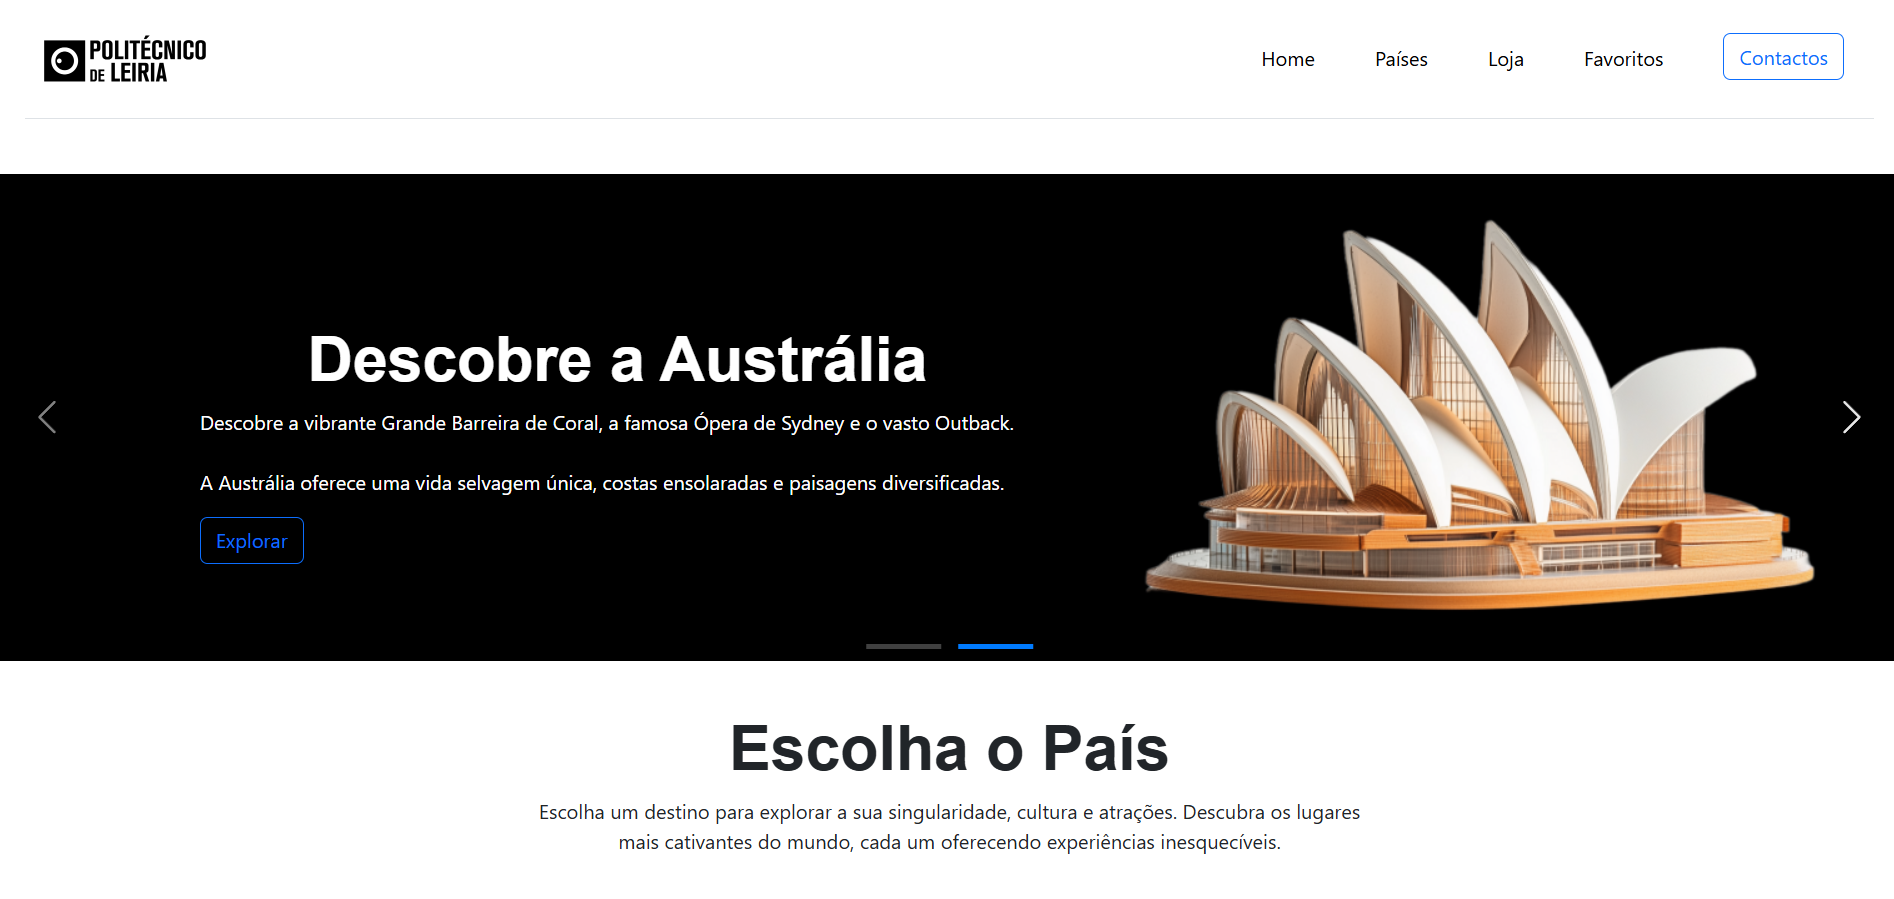 POLITÉCNICO
DE LEIRIA
Home
Países
Loja
Favoritos
Contactos
Descobre a Austrália
Descobre a vibrante Grande Barreira de Coral, a famosa Ópera de Sydney e o vasto Outback.
A Austrália oferece uma vida selvagem única, costas ensolaradas e paisagens diversificadas.
Explorar
Escolha o País
Escolha um destino para explorar a sua singularidade, cultura e atrações. Descubra os lugares
mais cativantes do mundo, cada um oferecendo experiências inesquecíveis.